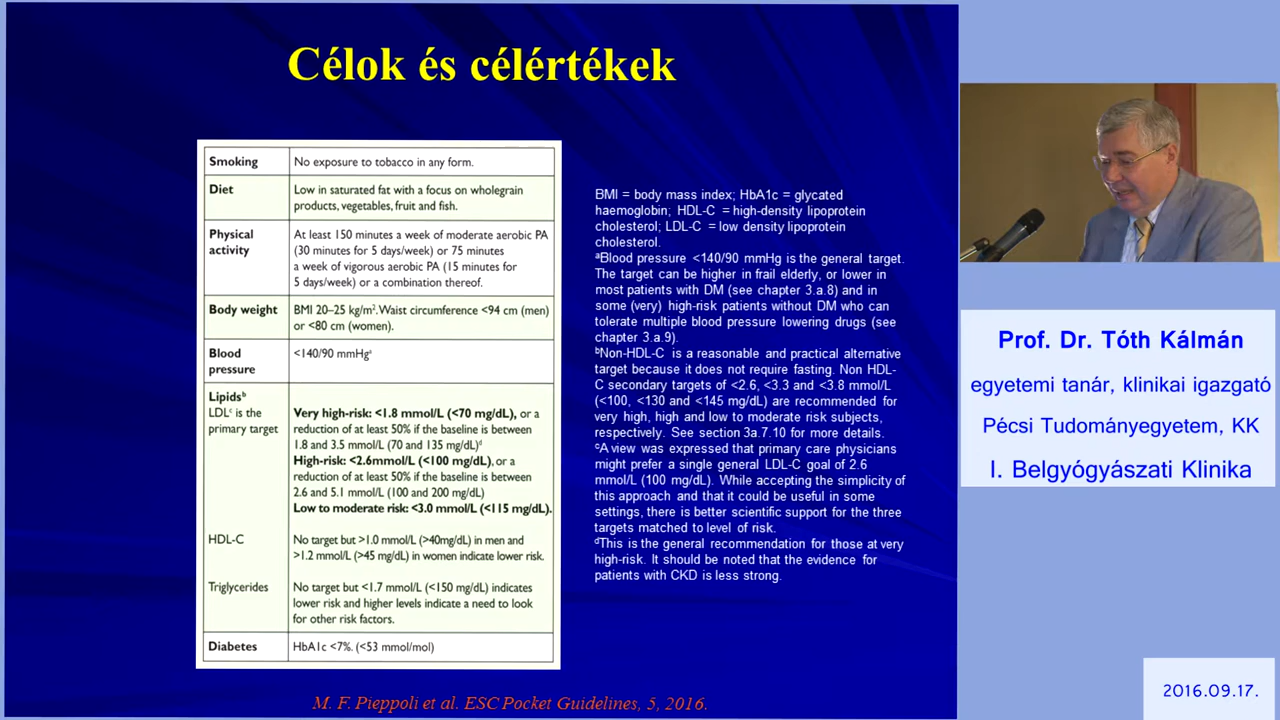 Célok és célértékek
Smoking
No exposure to tobacco in any form.
Diet
Low in saturated fat with a focus on wholegrain
products, vegetables, fruit and fish.
Physical
activity
At least 150 minutes a week of moderate aerobic PA
(30 minutes for 5 days/week) or 75 minutes
a week of vigorous aerobic PA (15 minutes for
5 days/week) or a combination thereof.
Body weight
BMI 20–25 kg/m². Waist circumference <94 cm (men)
or <80 cm (women).
Blood
pressure
<140/90 mmHgᵃ
Lipidsᵇ
LDLᶜ is the
primary target
Very high-risk: <1.8 mmol/L (<70 mg/dL), or a
reduction of at least 50% if the baseline is between
1.8 and 3.5 mmol/L (70 and 135 mg/dL)ᵈ
High-risk: <2.6mmol/L (<100 mg/dL), or a
reduction of at least 50% if the baseline is between
2.6 and 5.1 mmol/L (100 and 200 mg/dL)
Low to moderate risk: <3.0 mmol/L (<115 mg/dL).
HDL-C
No target but >1.0 mmol/L (>40mg/dL) in men and
>1.2 mmol/L (>45 mg/dL) in women indicate lower risk.
Triglycerides
No target but <1.7 mmol/L (<150 mg/dL) indicates
lower risk and higher levels indicate a need to look
for other risk factors.
Diabetes
HbA1c <7%. (<53 mmol/mol)
BMI = body mass index; HbA1c = glycated
haemoglobin; HDL-C = high-density lipoprotein
cholesterol; LDL-C = low density lipoprotein
cholesterol.
ᵃBlood pressure <140/90 mmHg is the general target.
The target can be higher in frail elderly, or lower in
most patients with DM (see chapter 3.a.8) and in
some (very) high-risk patients without DM who can
tolerate multiple blood pressure lowering drugs (see
chapter 3.a.9).
ᵇNon-HDL-C is a reasonable and practical alternative
target because it does not require fasting. Non HDL-
C secondary targets of <2.6, <3.3 and <3.8 mmol/L
(<100, <130 and <145 mg/dL) are recommended for
very high, high and low to moderate risk subjects,
respectively. See section 3a.7.10 for more details.
ᶜA view was expressed that primary care physicians
might prefer a single general LDL-C goal of 2.6
mmol/L (100 mg/dL). While accepting the simplicity of
this approach and that it could be useful in some
settings, there is better scientific support for the three
targets matched to level of risk.
ᵈThis is the general recommendation for those at very
high-risk. It should be noted that the evidence for
patients with CKD is less strong.
M. F. Pieppoli et al. ESC Pocket Guidelines, 5, 2016.
Prof. Dr. Tóth Kálmán
egyetemi tanár, klinikai igazgató
Pécsi Tudományegyetem, KK
I. Belgyógyászati Klinika
2016.09.17.